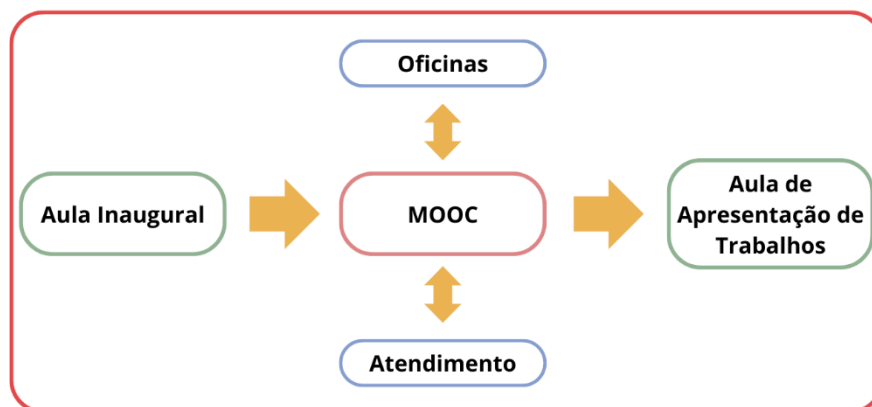 Oficinas
Aula Inaugural
MOOC
Aula de
Apresentação de
Trabalhos
Atendimento